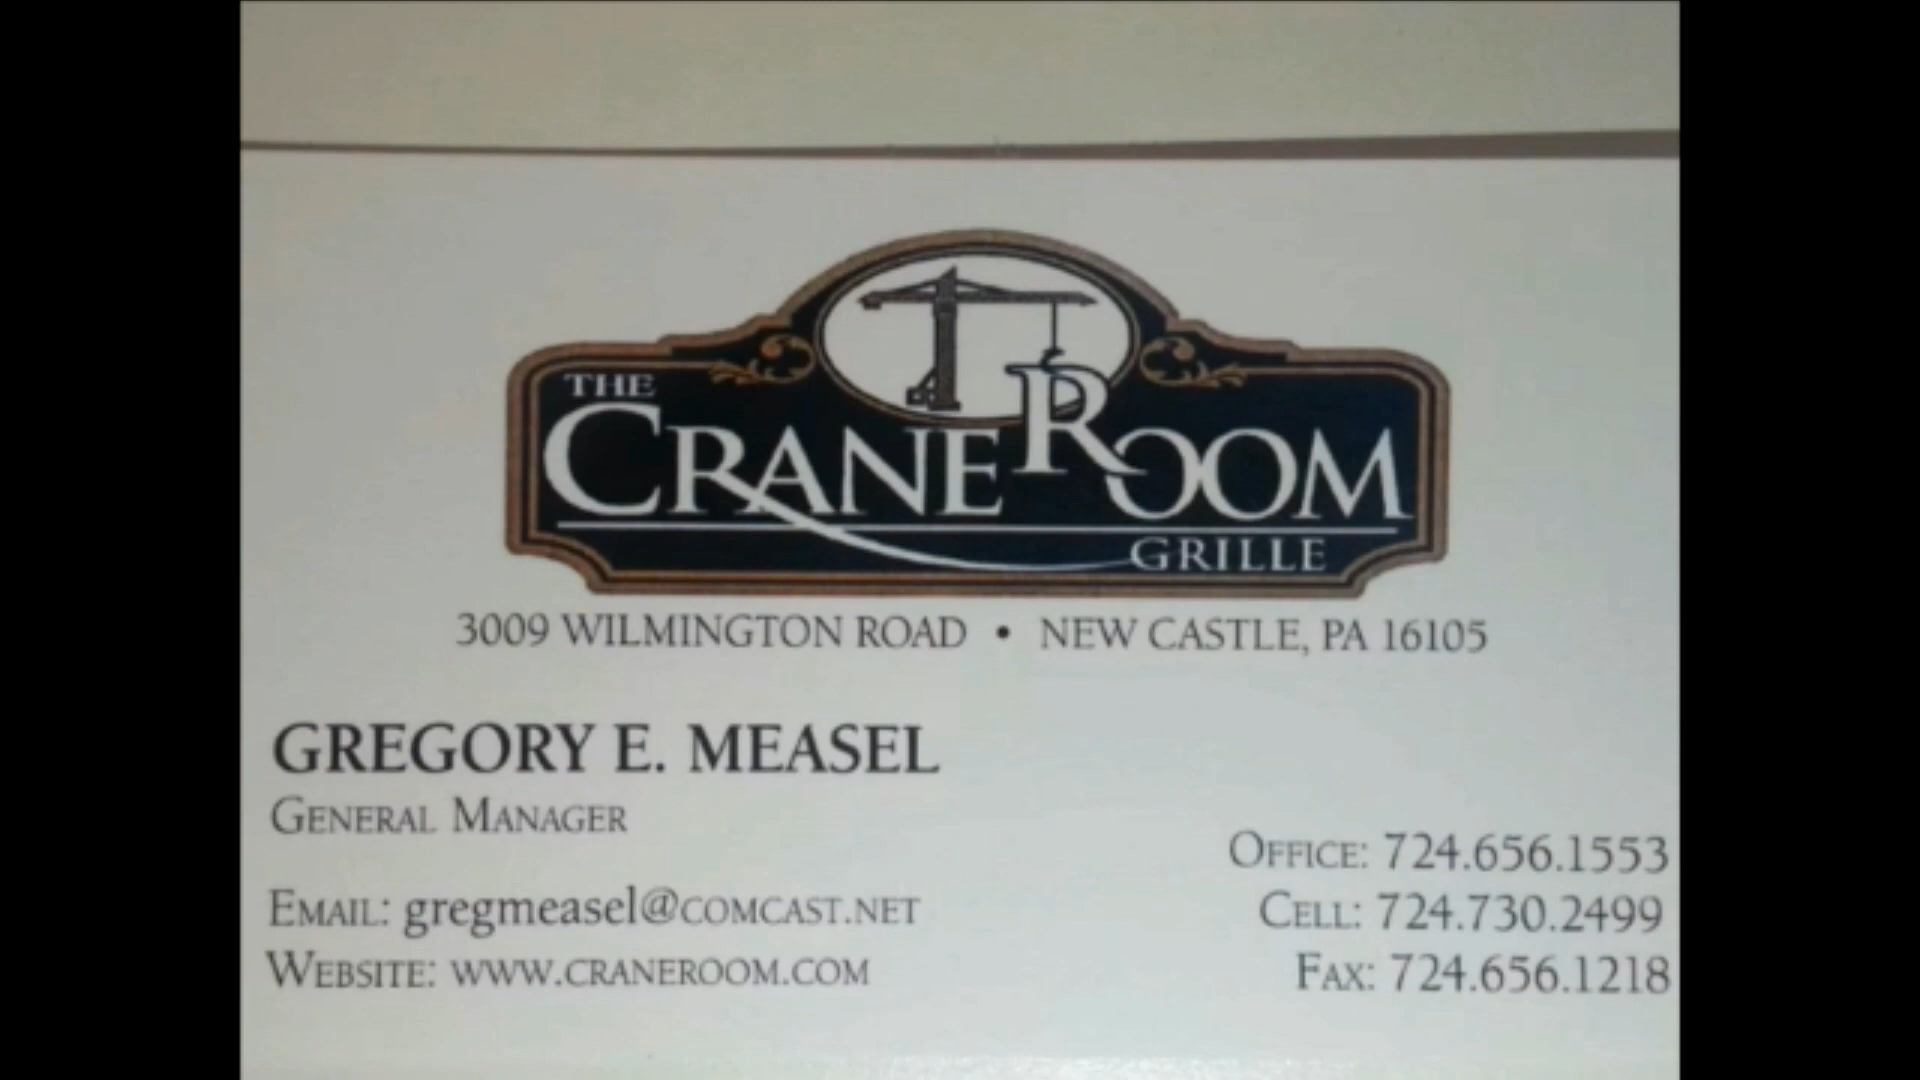 THE
CRANE ROOM
GRILLE
3009 WILMINGTON ROAD • NEW CASTLE, PA 16105
GREGORY E. MEASEL
GENERAL MANAGER
EMAIL: gregmeasel@COMCAST.NET
WEBSITE: WWW.CRANEROOM.COM
OFFICE: 724.656.1553
CELL: 724.730.2499
FAX: 724.656.1218